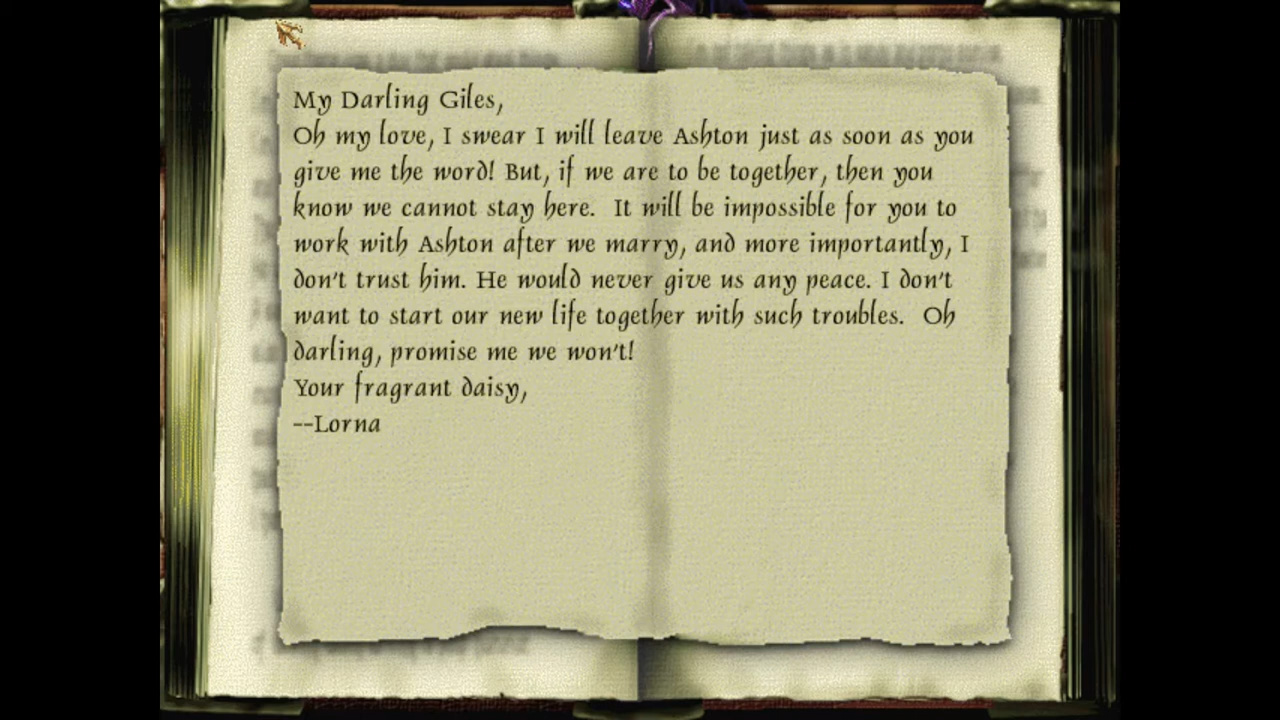 My Darling Giles,
Oh my love, I swear I will leave Ashton just as soon as you
give me the word! But, if we are to be together, then you
know we cannot stay here.  It will be impossible for you to
work with Ashton after we marry, and more importantly, I
don't trust him. He would never give us any peace. I don't
want to start our new life together with such troubles.  Oh
darling, promise me we won't!
Your fragrant daisy,
--Lorna